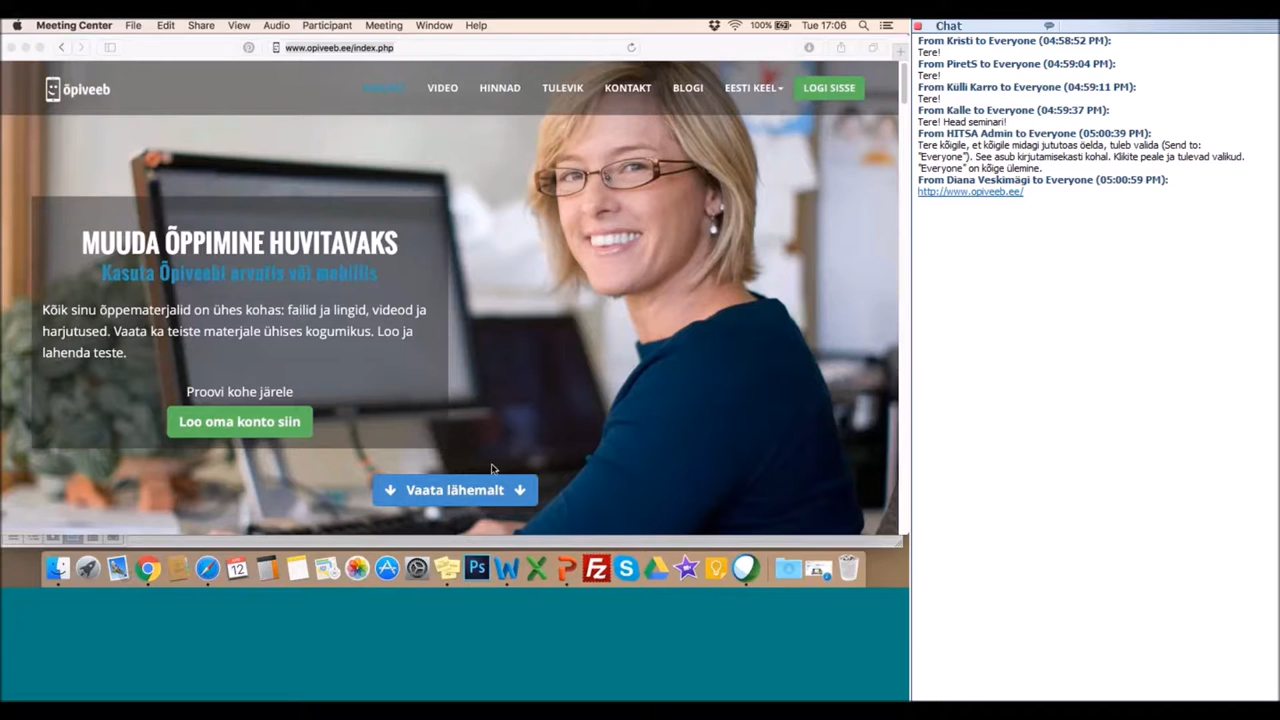 Meeting Center File Edit Share View Audio Participant Meeting Window Help
100% Tue 17:06
www.opiveeb.ee/index.php
õpiveeb
VIDEO HINNAD TULEVIK KONTAKT BLOGI EESTI KEEL LOGI SISSE
MUUDA ÕPPIMINE HUVITAVAKS
Kasuta Õpiveebi arvutis või mobiilis
Kõik sinu õppematerjalid on ühes kohas: failid ja lingid, videod ja
harjutused. Vaata ka teiste materjale ühises kogumikus. Loo ja
lahenda teste.
Proovi kohe järele
Loo oma konto siin
Vaata lähemalt
12
Ps
W
X
P
Fz
S
Chat
From Kristi to Everyone (04:58:52 PM):
Tere!
From PiretS to Everyone (04:59:04 PM):
Tere!
From Külli Karro to Everyone (04:59:11 PM):
Tere!
From Kalle to Everyone (04:59:37 PM):
Tere! Head seminari!
From HITSA Admin to Everyone (05:00:39 PM):
Tere kõigile, et kõigile midagi jututoas öelda, tuleb valida (Send to:
"Everyone"). See asub kirjutamisekasti kohal. Klikite peale ja tulevad valikud.
"Everyone" on kõige ülemine.
From Diana Veskimägi to Everyone (05:00:59 PM):
http://www.opiveeb.ee/